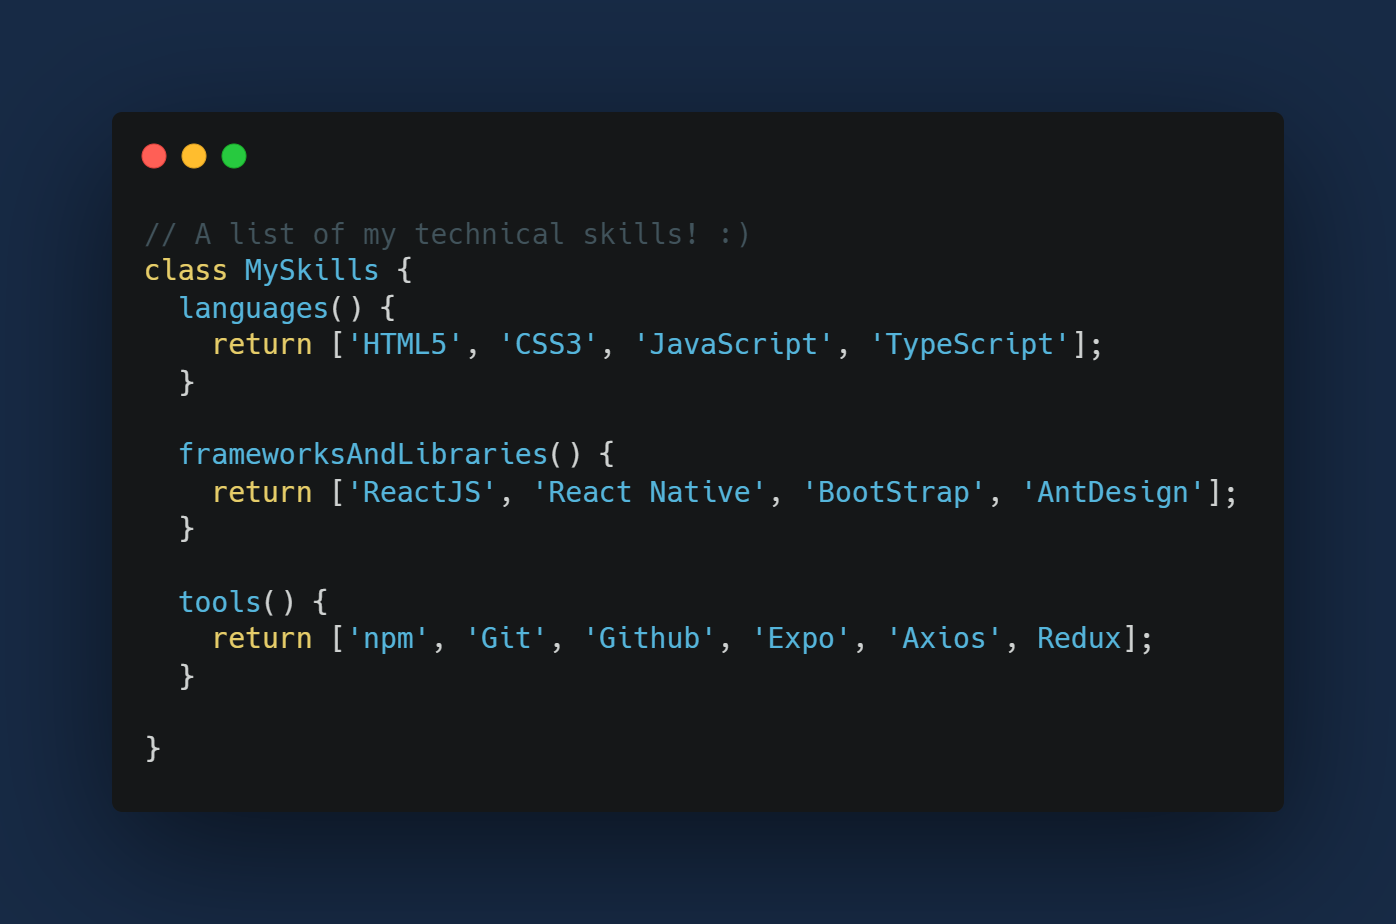 // A list of my technical skills! :)
class MySkills {
  languages() {
    return ['HTML5', 'CSS3', 'JavaScript', 'TypeScript'];
  }

  frameworksAndLibraries() {
    return ['ReactJS', 'React Native', 'BootStrap', 'AntDesign'];
  }

  tools() {
    return ['npm', 'Git', 'Github', 'Expo', 'Axios', Redux];
  }

}